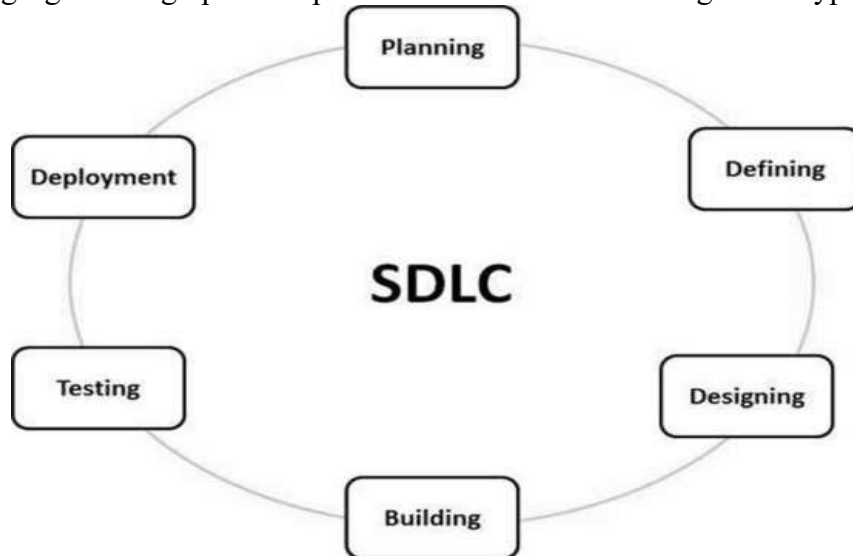 Planning
Defining
Designing
Building
Testing
Deployment
SDLC